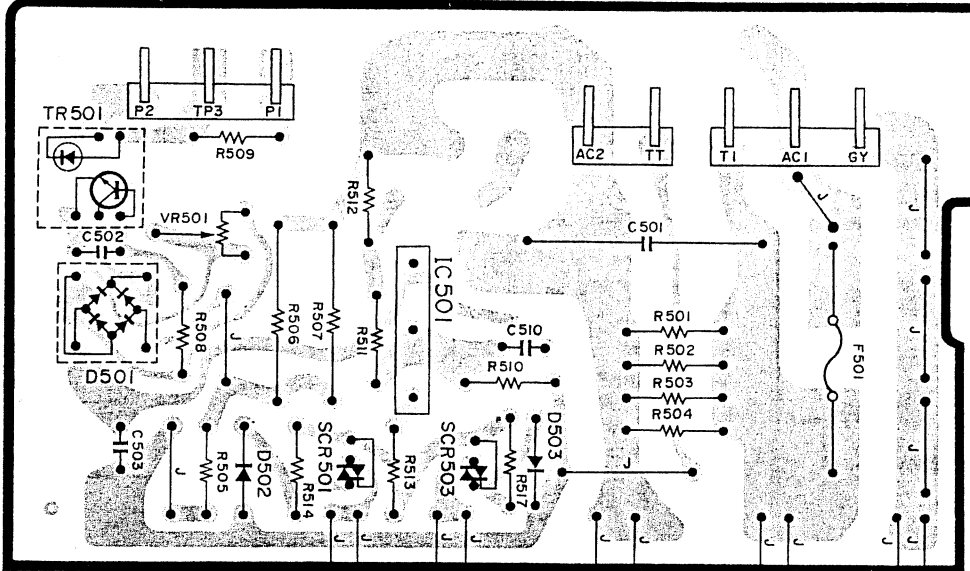 TR501
P2 TP3 P1
R509
AC2 TT
T1 AC1 GY
J
R512
VR501
C501
J
C502
IC501
R508
J
R506
R507
R511
C510
R501
R502
R503
R504
R510
F501
J
D501
C503
J
R505
D502
R514
SCR501
R513
SCR503
R517
D503
J
J
J J J J J J J J J J